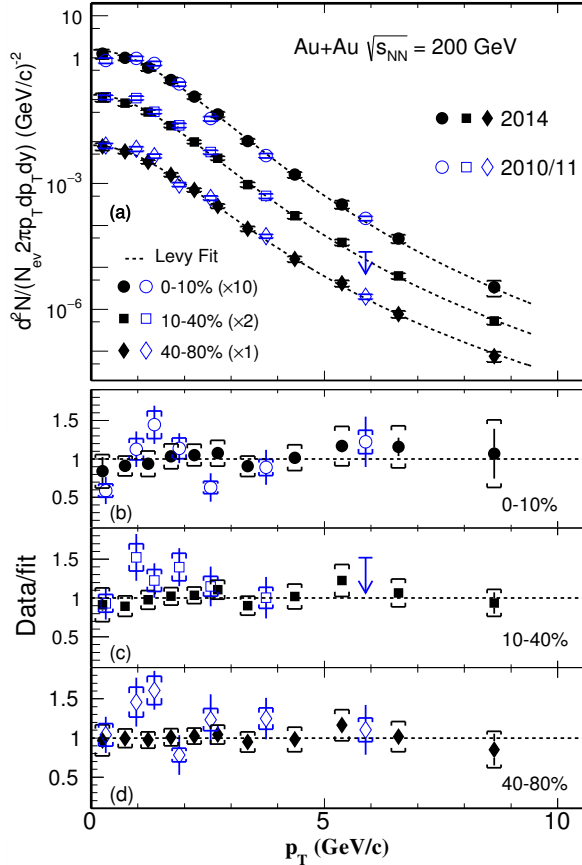 10
1
10^-3
10^-6
d^2N/(N_ev 2πp_T dp_T dy) (GeV/c)^-2
Au+Au √s_NN = 200 GeV
2014
2010/11
(a)
Levy Fit
0-10% (×10)
10-40% (×2)
40-80% (×1)
1.5
1
0.5
(b)
0-10%
Data/fit
1.5
1
0.5
(c)
10-40%
1.5
1
0.5
(d)
40-80%
0 5 10
p_T GeV/c)